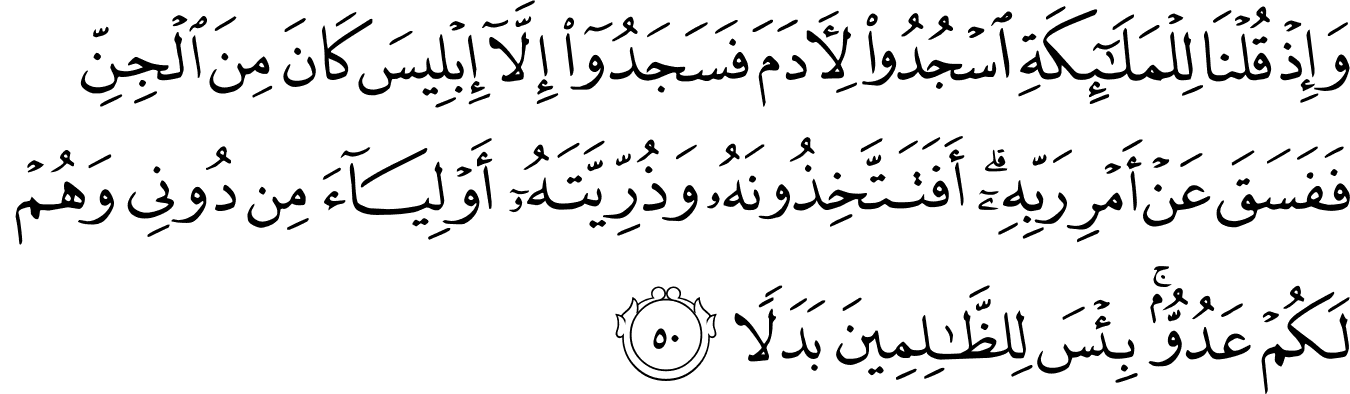 وَإِذۡ قُلۡنَا لِلۡمَلَـٰٓئِكَةِ ٱسۡجُدُوا۟ لِـَٔادَمَ فَسَجَدُوٓا۟ إِلَّآ إِبۡلِيسَ كَانَ مِنَ ٱلۡجِنِّ
فَفَسَقَ عَنۡ أَمۡرِ رَبِّهِۦٓۗ أَفَتَتَّخِذُونَهُۥ وَذُرِّيَّتَهُۥٓ أَوۡلِيَآءَ مِن دُونِى وَهُمۡ
لَكُمۡ عَدُوُّۢۚ بِئۡسَ لِلظَّـٰلِمِينَ بَدَلًا ٥٠